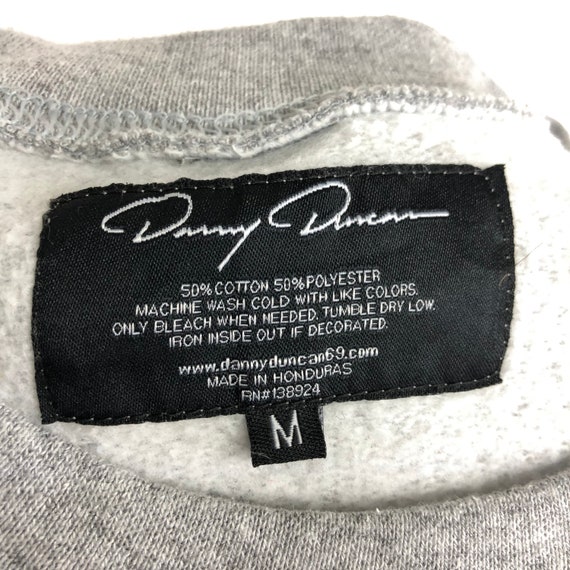 Danny Duncan
50% COTTON 50% POLYESTER
MACHINE WASH COLD WITH LIKE COLORS.
ONLY BLEACH WHEN NEEDED. TUMBLE DRY LOW.
IRON INSIDE OUT IF DECORATED.
www.dannyduncan69.com
MADE IN HONDURAS
RN#138924
M